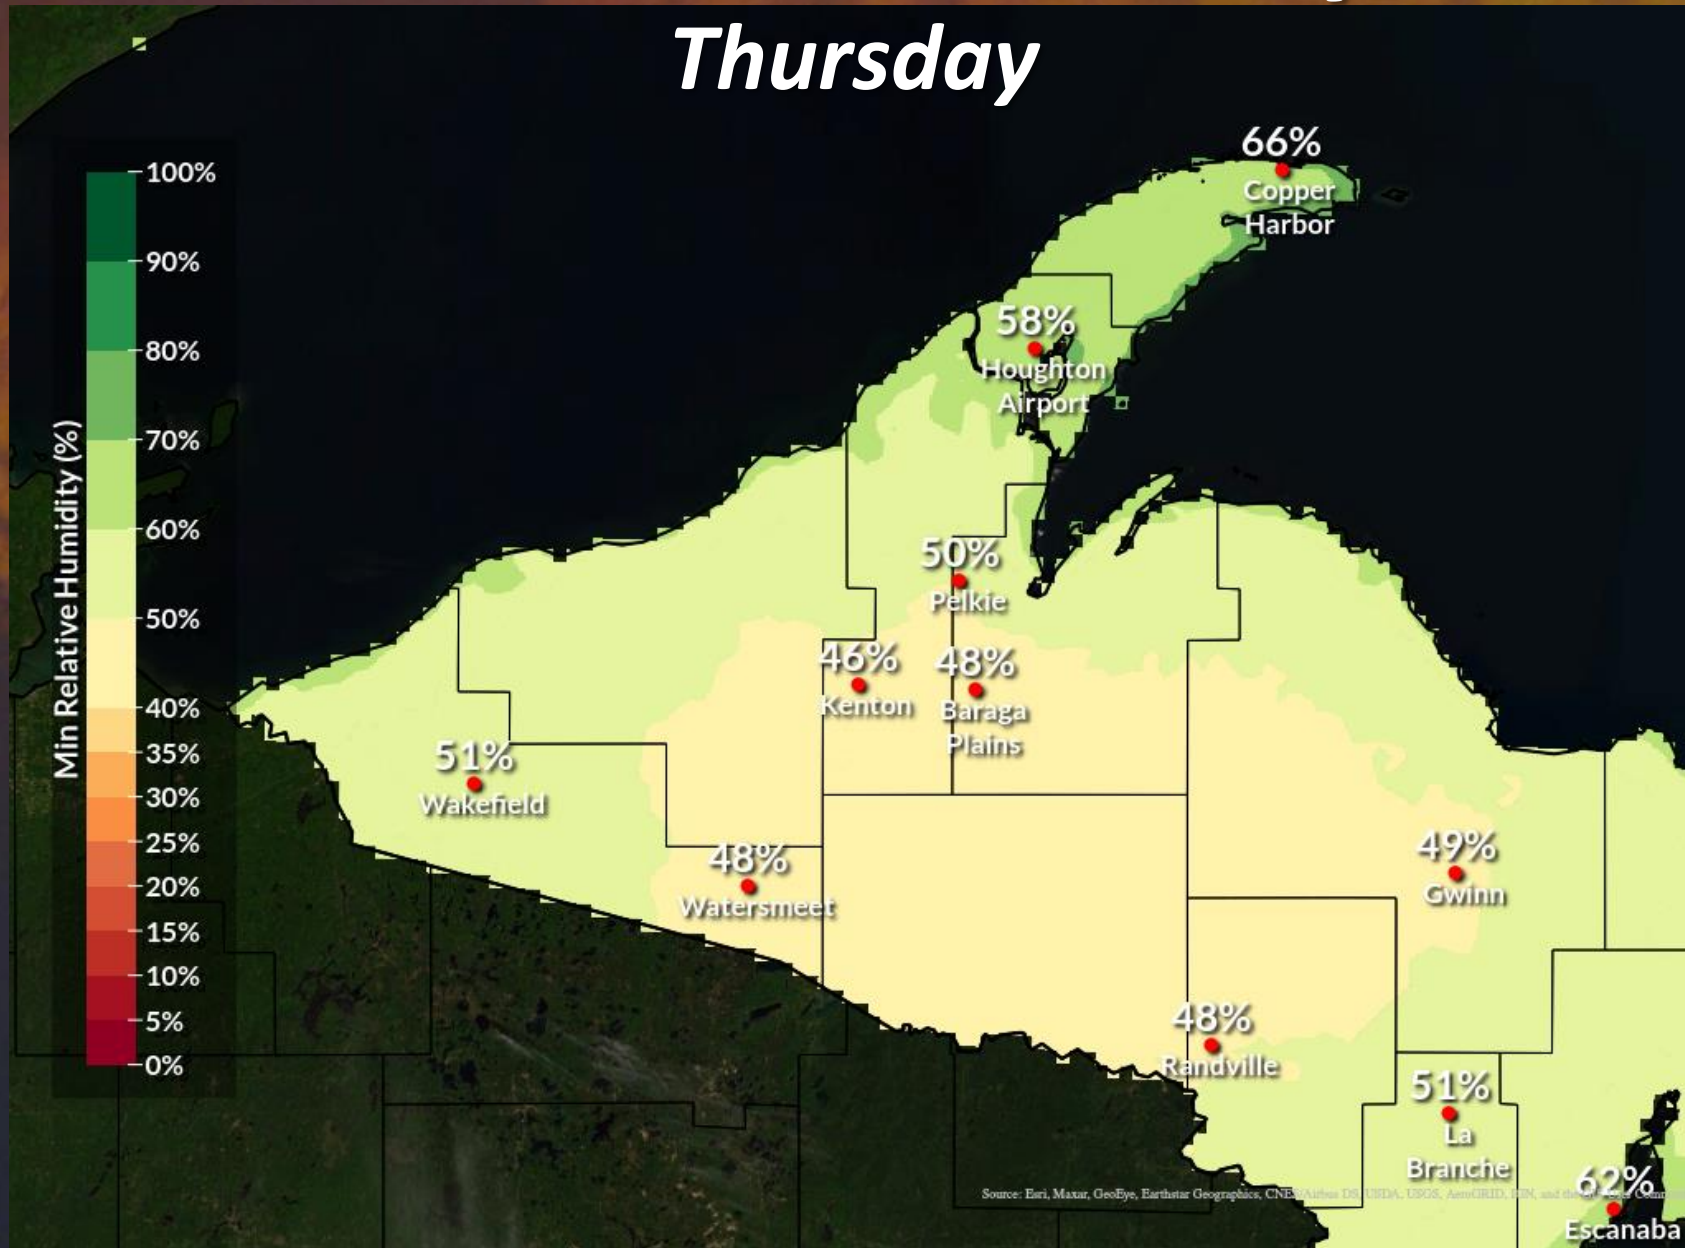 Thursday
100%
90%
80%
70%
60%
50%
40%
35%
30%
25%
20%
15%
10%
5%
0%
Min Relative Humidity (%)
66%
Copper
Harbor
58%
Houghton
Airport
50%
Pelkie
46%
Kenton
48%
Baraga
Plains
51%
Wakefield
48%
Watersmeet
49%
Gwinn
48%
Randville
51%
La
Branche
62%
Escanaba
Source: Esri, Maxar, GeoEye, Earthstar Geographics, CNES/Airbus DS, USDA, USGS, AeroGRID, IGN, and the